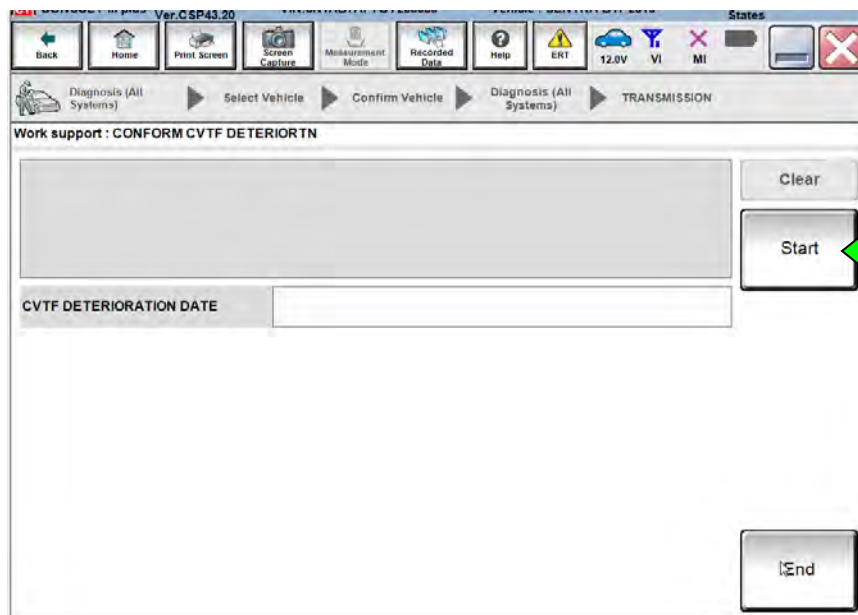 Ver.CSP43.20
States
Back
Home
Print Screen
Screen Capture
Measurement Mode
Recorded Data
Help
ERT
12.0V
VI
MI
Diagnosis (All Systems)
Select Vehicle
Confirm Vehicle
Diagnosis (All Systems)
TRANSMISSION
Work support : CONFORM CVTF DETERIORTN
Clear
Start
CVTF DETERIORATION DATE
End